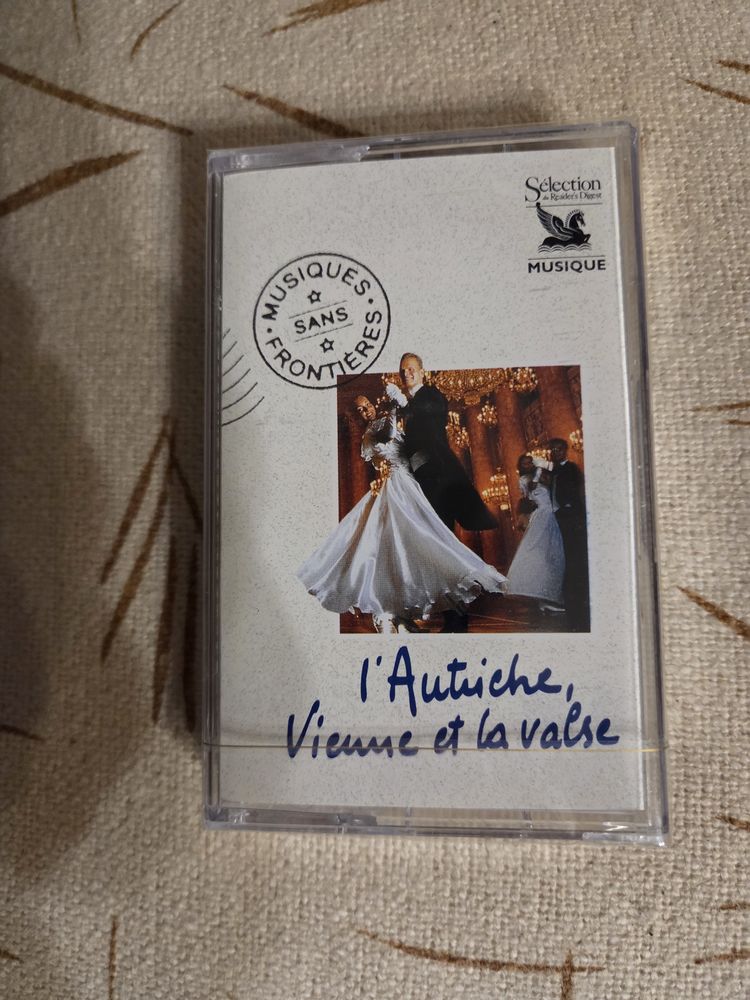 Sélection
du Reader's Digest
MUSIQUE
MUSIQUES
SANS
FRONTIÈRES
l'Autriche,
Vienne et la valse